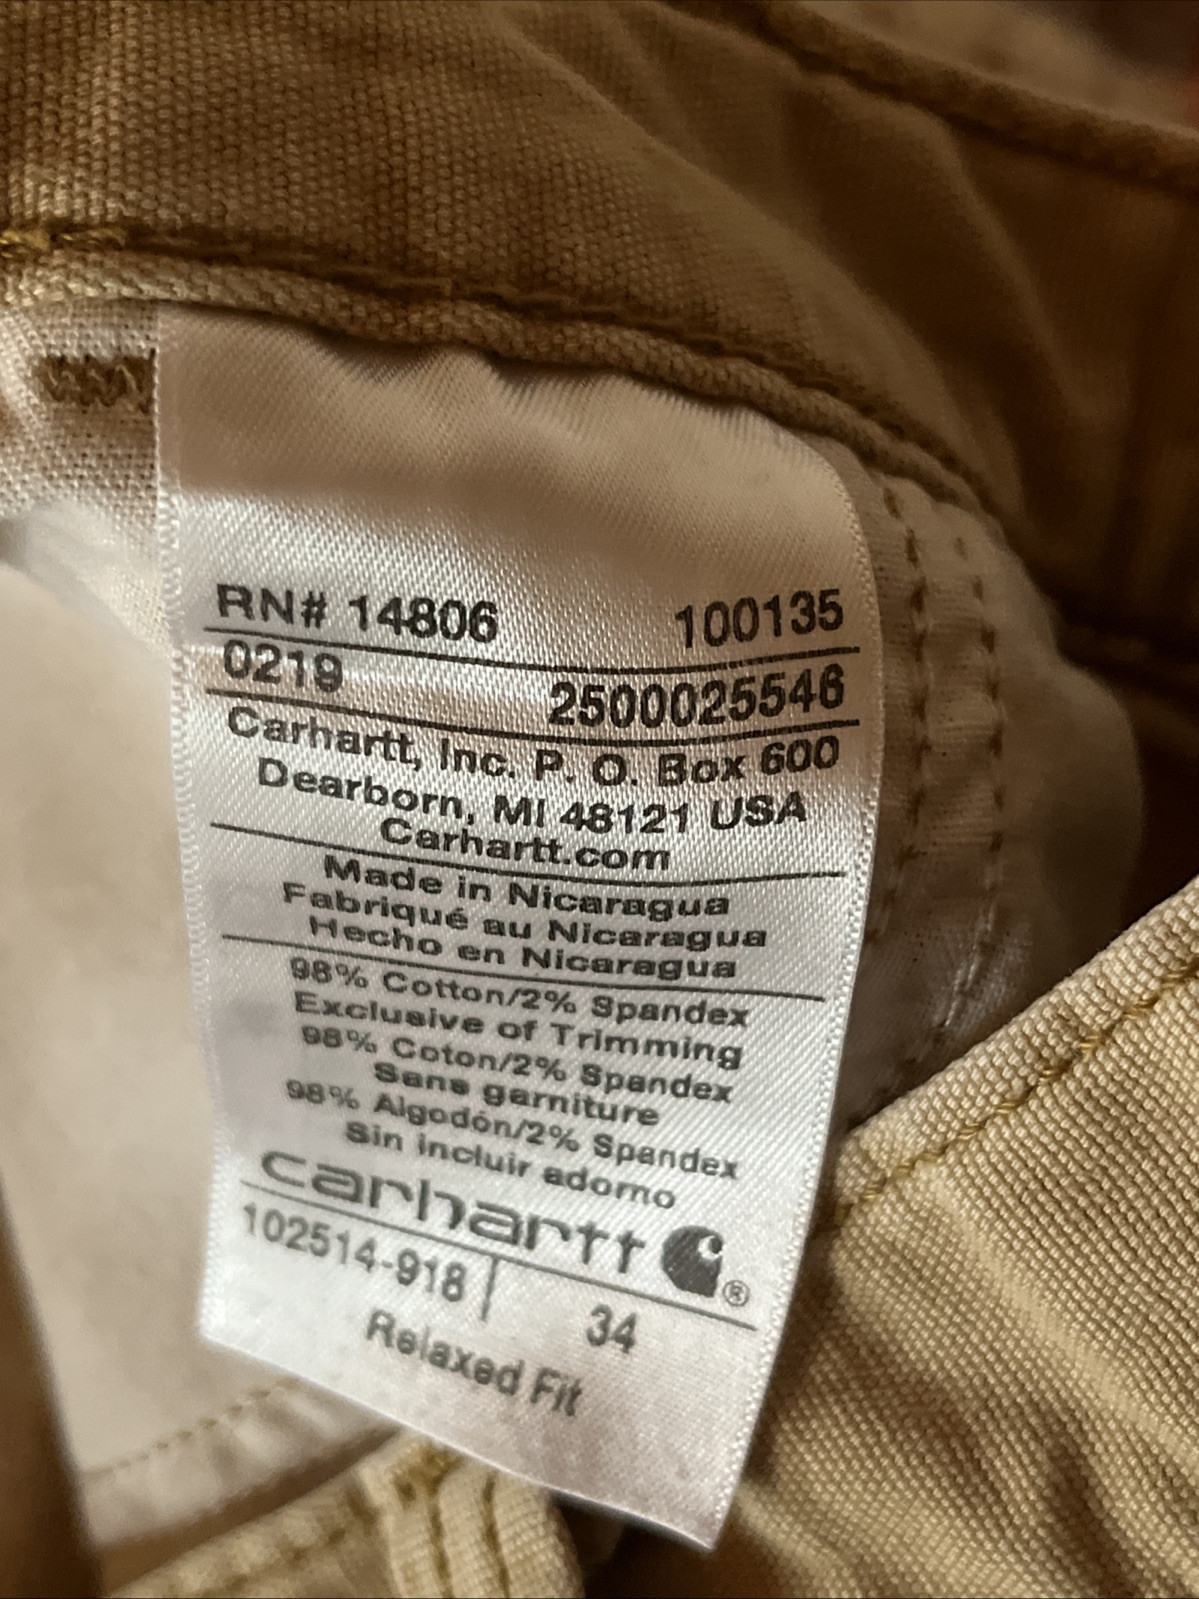 RN# 14806 100135
0219 2500025546
Carhartt, Inc. P. O. Box 600
Dearborn, MI 48121 USA
Carhartt.com
Made in Nicaragua
Fabriqué au Nicaragua
Hecho en Nicaragua
98% Cotton/2% Spandex
Exclusive of Trimming
98% Coton/2% Spandex
Sans garniture
98% Algodón/2% Spandex
Sin incluir adorno
carhartt ®
102514-918 | 34
Relaxed Fit